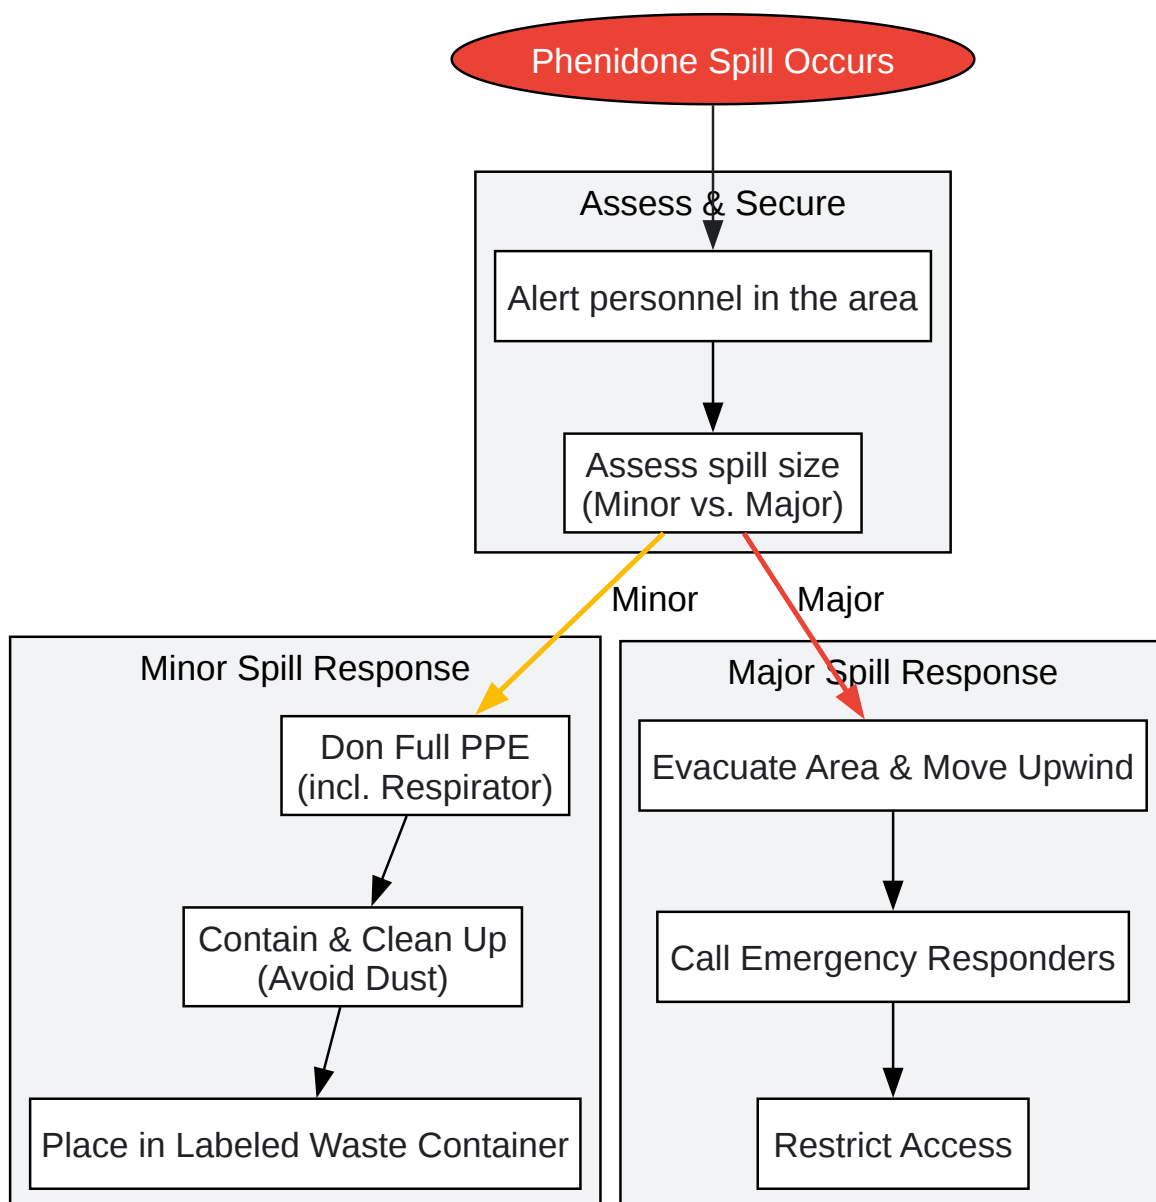 Phenidone Spill Occurs
Assess & Secure
Alert personnel in the area
Assess spill size
(Minor vs. Major)
Minor
Major
Minor Spill Response
Don Full PPE
(incl. Respirator)
Contain & Clean Up
(Avoid Dust)
Place in Labeled Waste Container
Major Spill Response
Evacuate Area & Move Upwind
Call Emergency Responders
Restrict Access